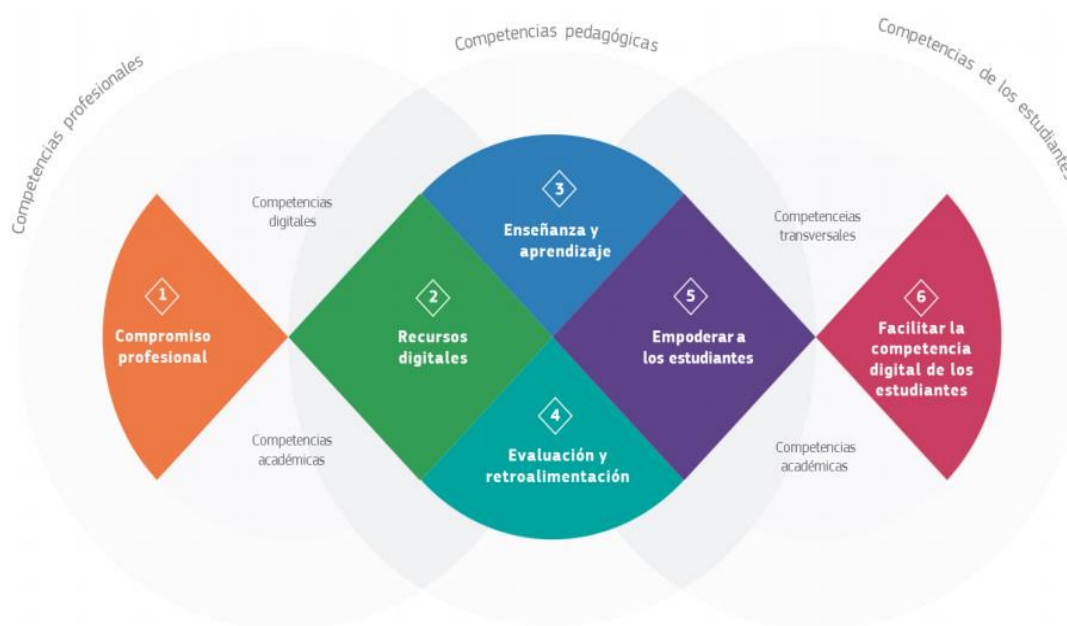 Competencias profesionales
Competencias pedagógicas
Competencias de los estudiantes
Competencias
digitales
Competencias
académicas
1
Compromiso
profesional
2
Recursos
digitales
3
Enseñanza y
aprendizaje
4
Evaluación y
retroalimentación
5
Empoderar a
los estudiantes
Competenceias
transversales
Competencias
académicas
6
Facilitar la
competencia
digital de los
estudiantes